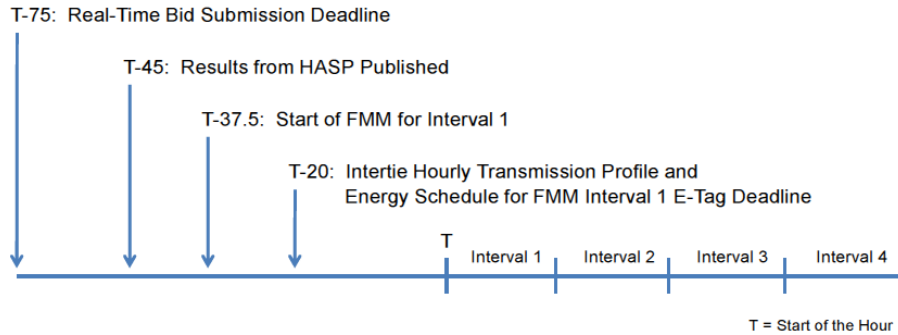 T-75: Real-Time Bid Submission Deadline
T-45: Results from HASP Published
T-37.5: Start of FMM for Interval 1
T-20: Intertie Hourly Transmission Profile and
Energy Schedule for FMM Interval 1 E-Tag Deadline
T
Interval 1
Interval 2
Interval 3
Interval 4
T = Start of the Hour